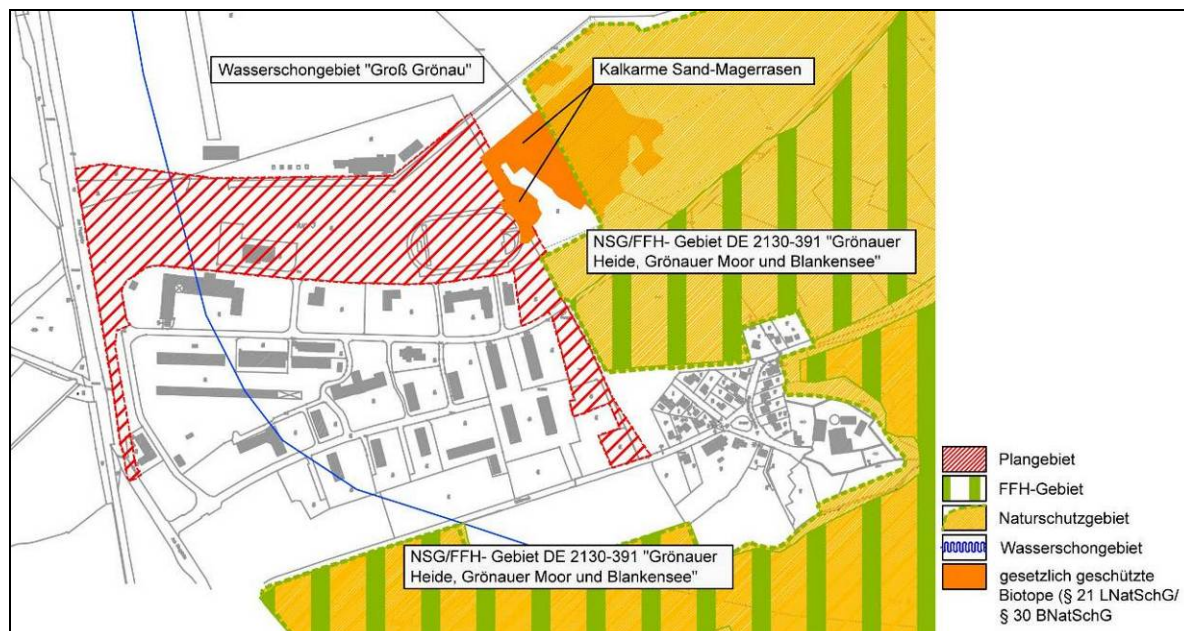 Wasserschongebiet "Groß Grönau"
Kalkarme Sand-Magerrasen
NSG/FFH- Gebiet DE 2130-391 "Grönauer
Heide, Grönauer Moor und Blankensee"
NSG/FFH- Gebiet DE 2130-391 "Grönauer
Heide, Grönauer Moor und Blankensee"
Plangebiet
FFH-Gebiet
Naturschutzgebiet
Wasserschongebiet
gesetzlich geschützte
Biotope (§ 21 LNatSchG/
§ 30 BNatSchG